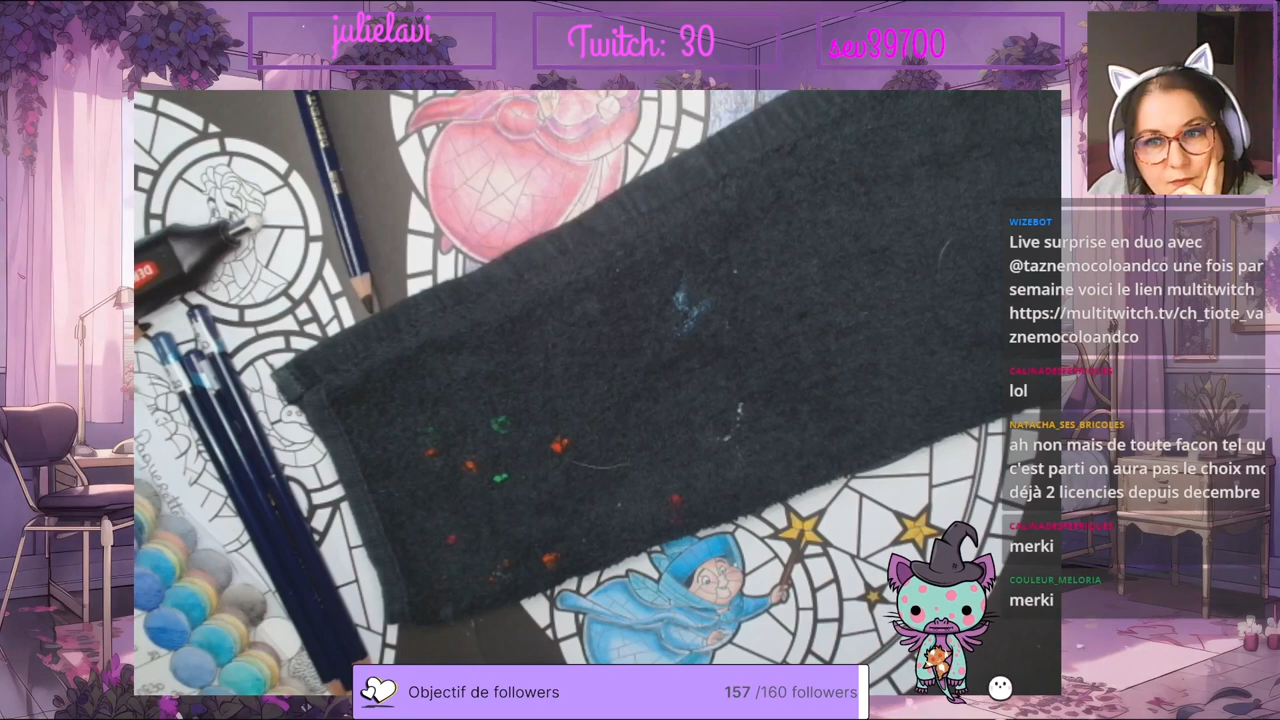 julielavi
Twitch: 30
sev39700
WIZEBOT
Live surprise en duo avec
@taznemocoloandco une fois par
semaine voici le lien multitwitch
https://multitwitch.tv/ch_tiote_va
znemocoloandco
lol
NATACHA_SES_BRICOLES
ah non mais de toute facon tel qu
c'est parti on aura pas le choix mo
déjà 2 licencies depuis decembre
merki
COULEUR_MELORIA
merki
Objectif de followers
157 /160 followers